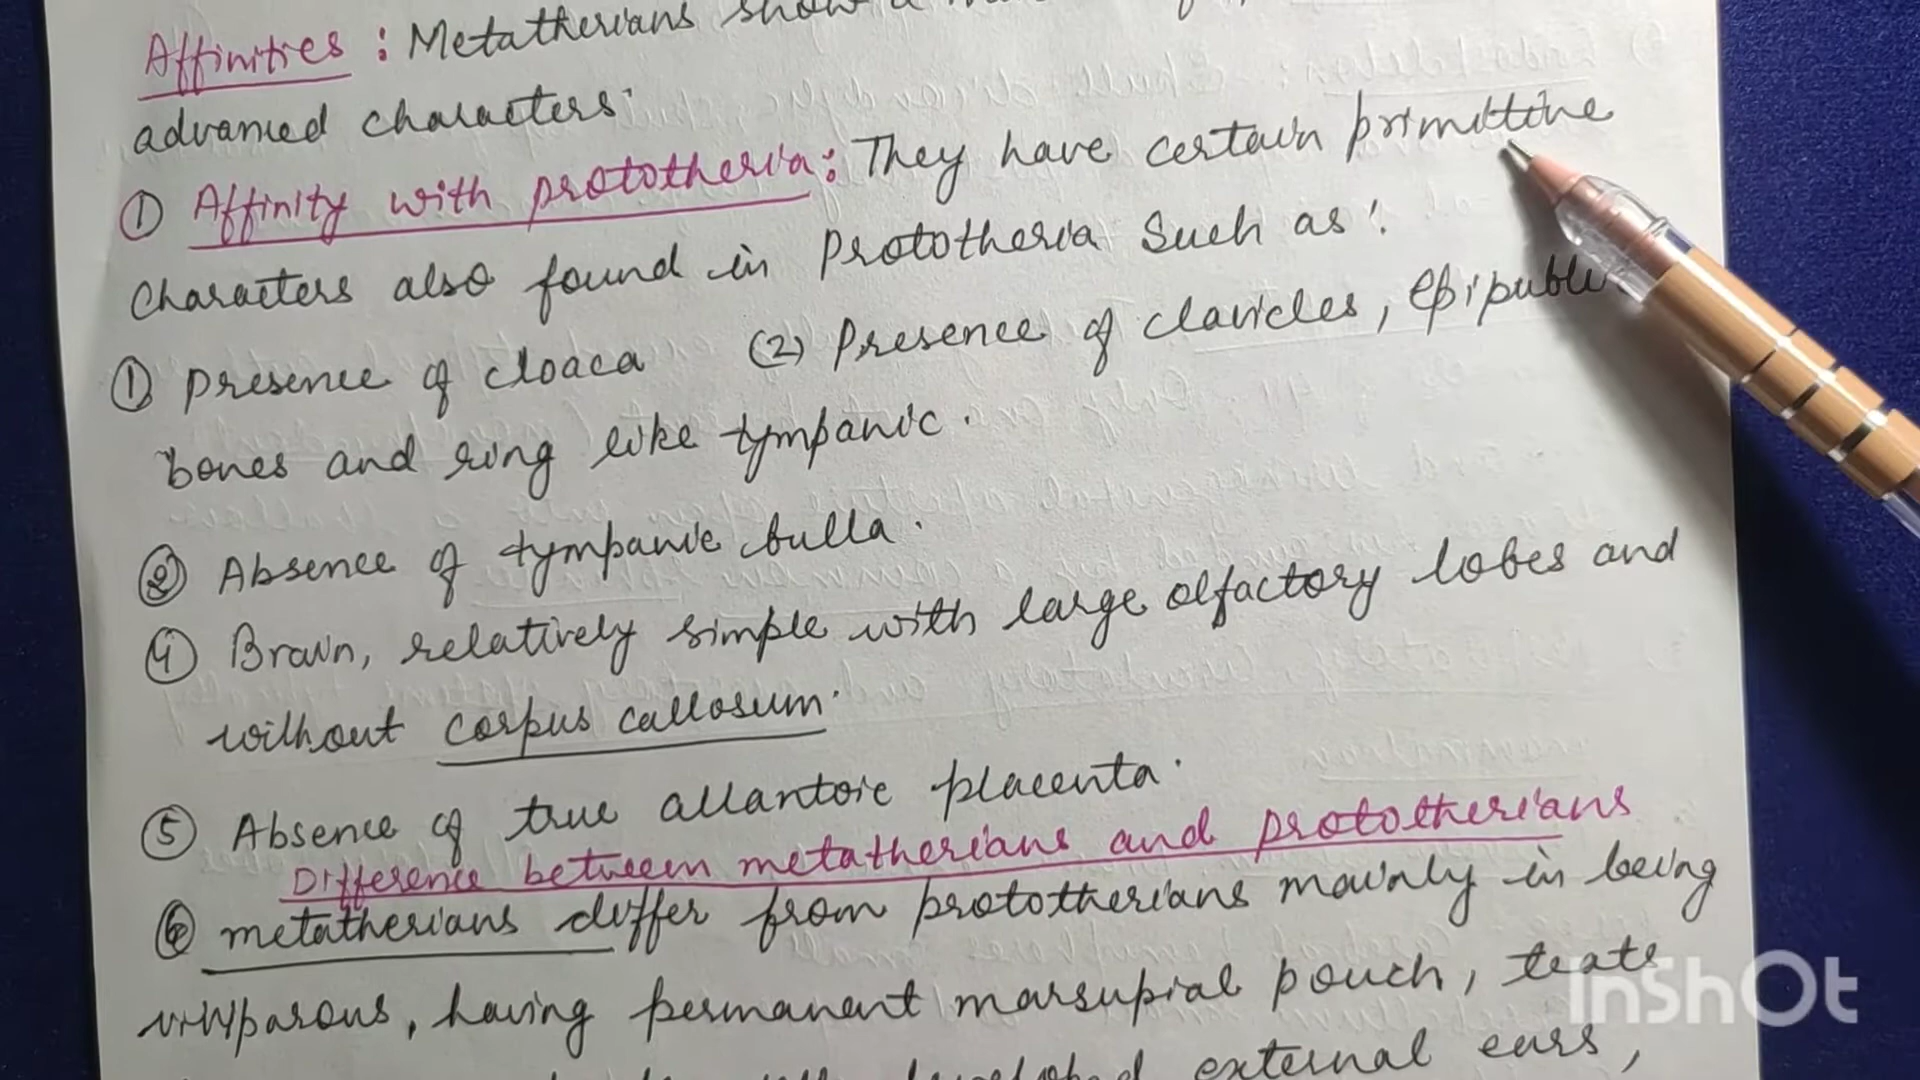 Affinities : Metatherians show a
advanced characters.
① Affinity with prototheria : They have certain primitive
Characters also found in Prototheria Such as :
① Presence of cloaca (2) Presence of clavicles, epipubic
bones and ring like tympanic.
③ Absence of tympanic bulla.
④ Brain, relatively simple with large olfactory lobes and
without corpus callosum.
⑤ Absence of true allantoic placenta.
Difference between metatherians and prototherians
⑥ metatherians differ from prototherians mainly in being
viviparous, having permanent marsupial pouch, teats
developed external ears,
InShOt